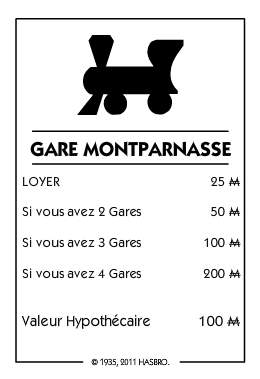 GARE MONTPARNASSE
LOYER 25 ₩
Si vous avez 2 Gares 50 ₩
Si vous avez 3 Gares 100 ₩
Si vous avez 4 Gares 200 ₩
Valeur Hypothécaire 100 ₩
© 1935, 2011 HASBRO.